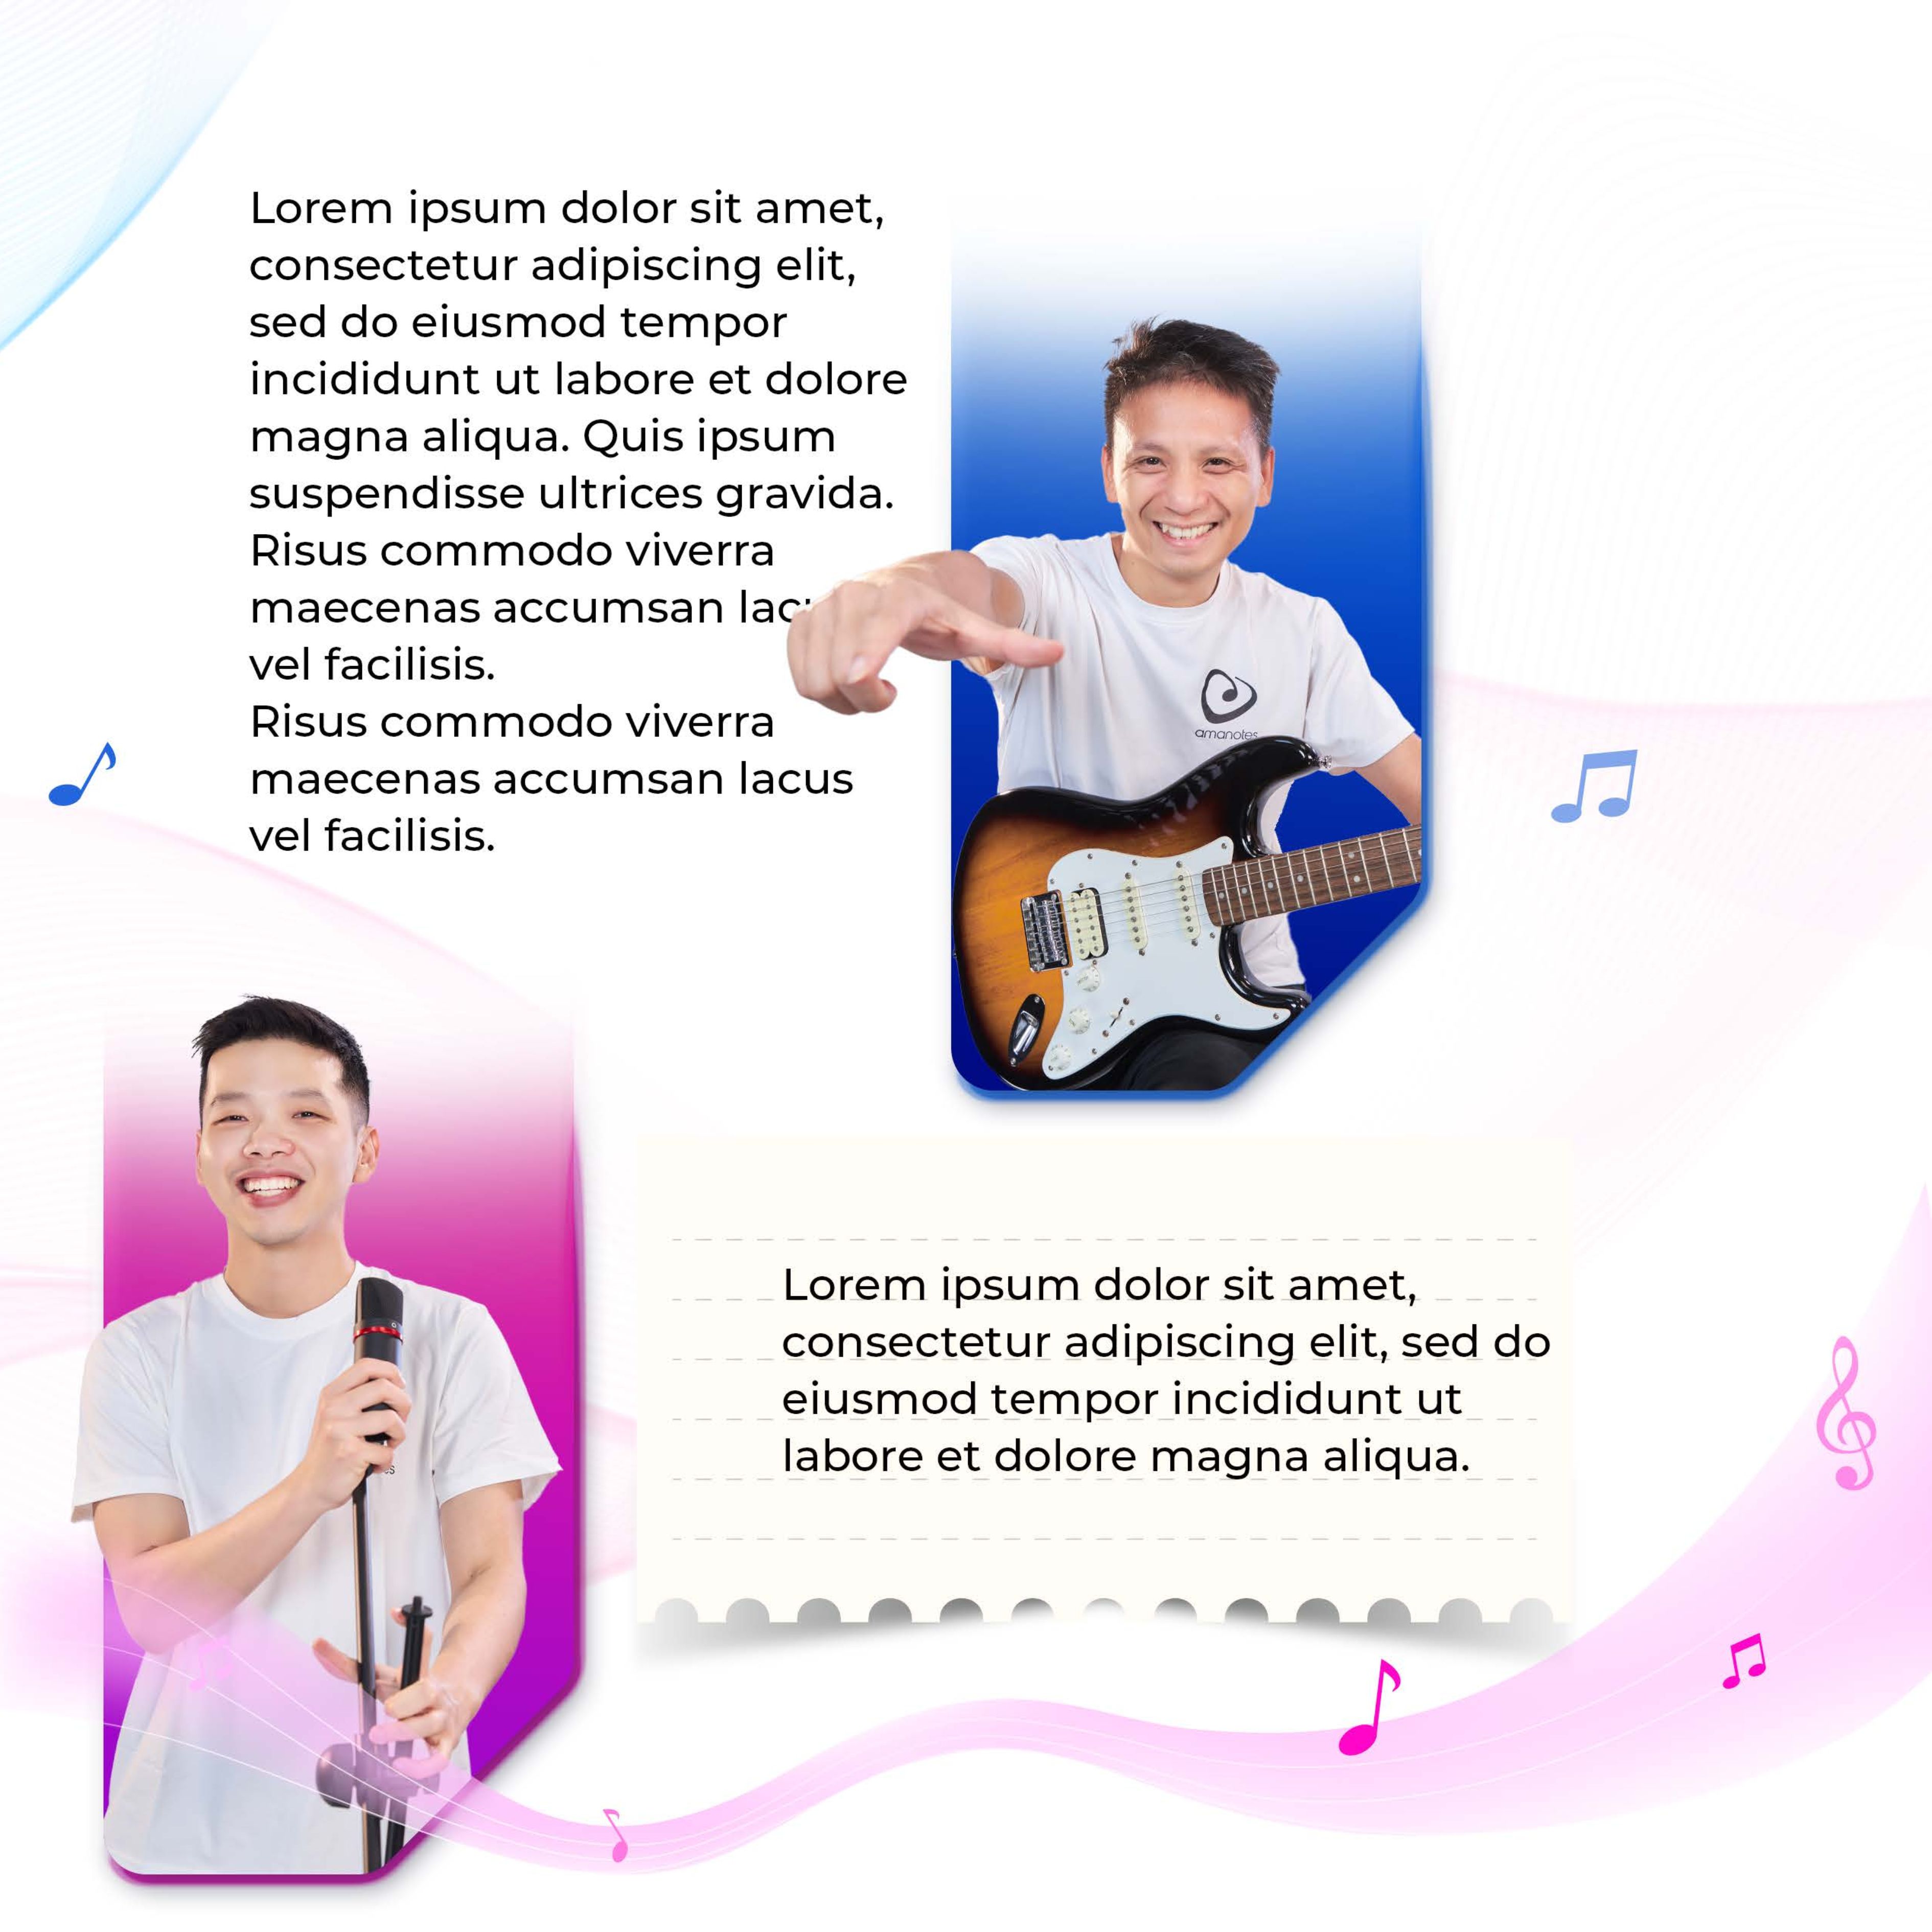 Lorem ipsum dolor sit amet,
consectetur adipiscing elit,
sed do eiusmod tempor
incididunt ut labore et dolore
magna aliqua. Quis ipsum
suspendisse ultrices gravida.
Risus commodo viverra
maecenas accumsan
vel facilisis.
Risus commodo viverra
maecenas accumsan lacus
vel facilisis.
amanotes
Lorem ipsum dolor sit amet,
consectetur adipiscing elit, sed do
eiusmod tempor incididunt ut
labore et dolore magna aliqua.